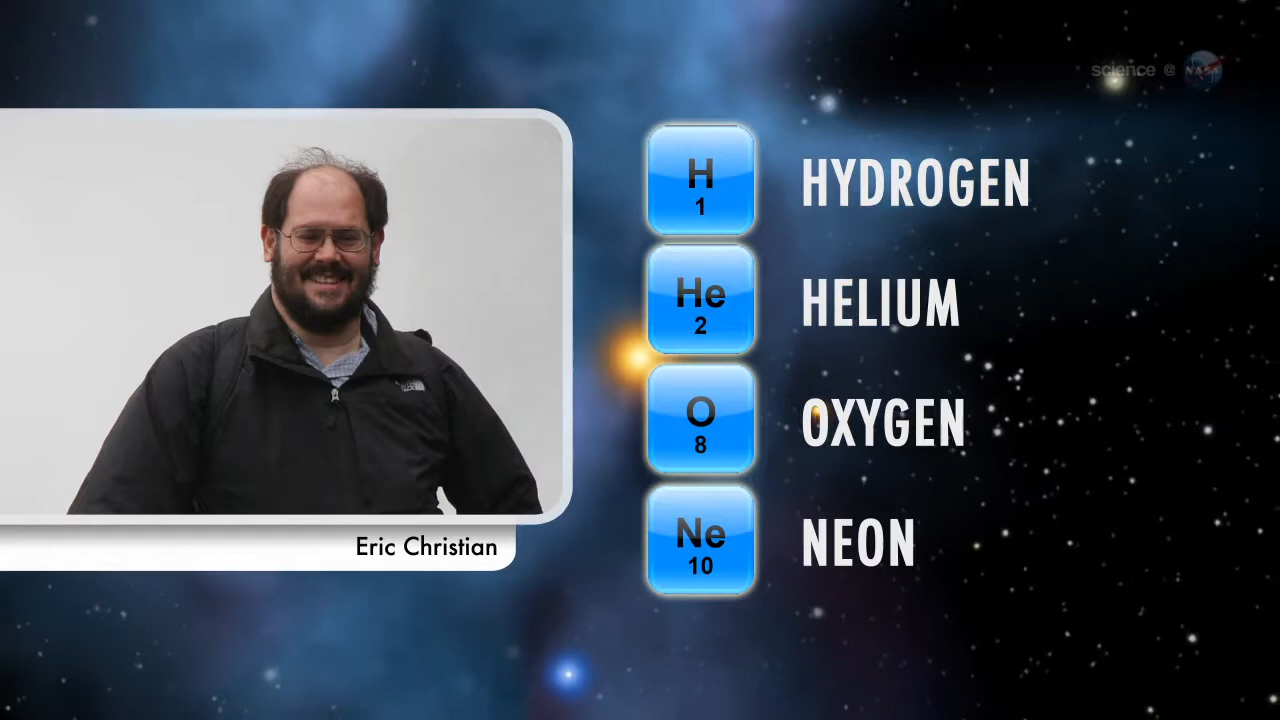 science @ NASA
H
1
HYDROGEN
He
2
HELIUM
O
8
OXYGEN
Ne
10
NEON
Eric Christian